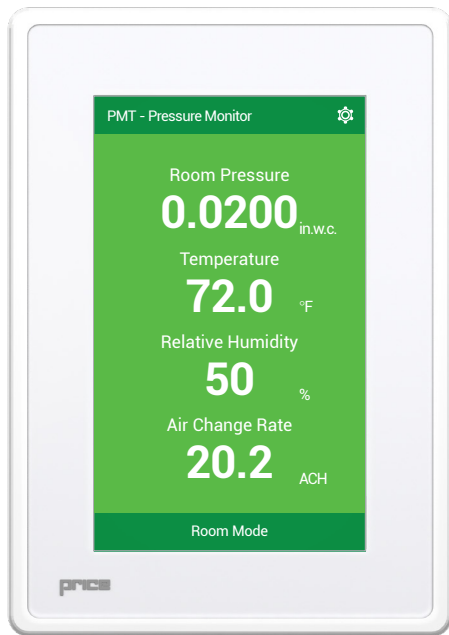 PMT - Pressure Monitor
Room Pressure
0.0200 in.w.c.
Temperature
72.0 °F
Relative Humidity
50 %
Air Change Rate
20.2 ACH
Room Mode
price